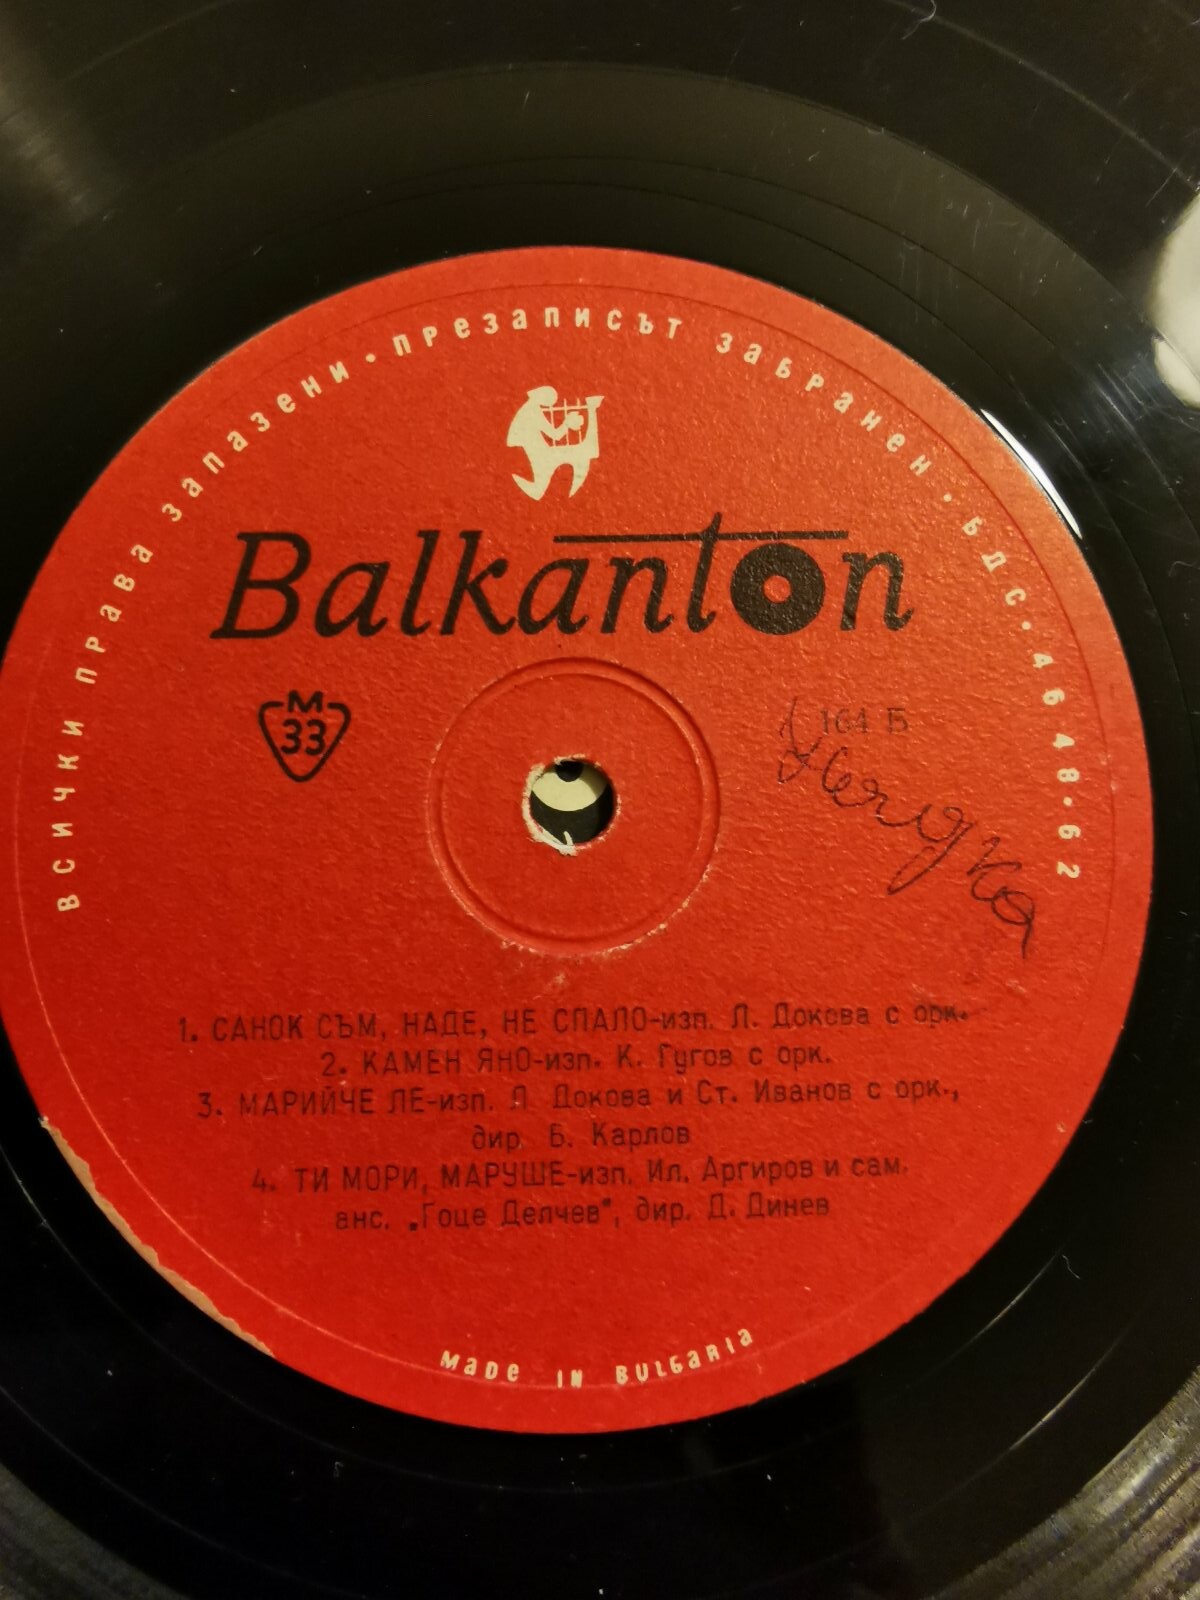 всички права запазени • презаписът забранен • бдс • 4648 • 62
Balkanton
М
33
164 Б
1. САНОК СЪМ, НАДЕ, НЕ СПАЛО-изп. Л. Докова с орк.
2. КАМЕН ЯНО-изп. К. Гугов с орк.
3. МАРИЙЧЕ ЛЕ-изп. Л Докова и Ст. Иванов с орк.,
дир. Б. Карлов
4. ТИ МОРИ, МАРУШЕ-изп. Ил. Аргиров и сам.
анс. „Гоце Делчев", дир. Д. Динев
MaDe IN BULGaRIa